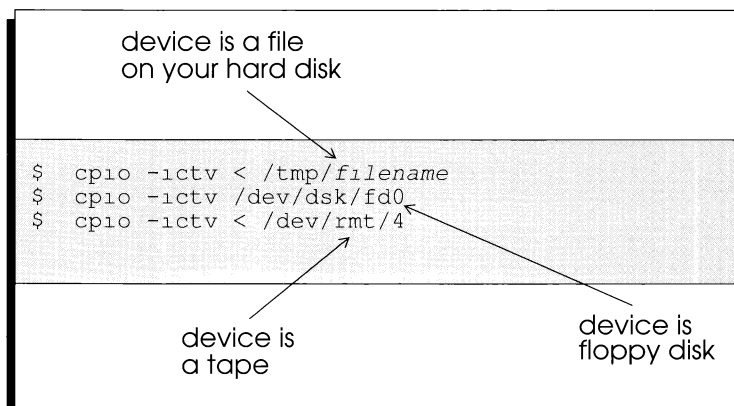 device is a file
on your hard disk
$ cpio -ictv < /tmp/filename
$ cpio -ictv /dev/dsk/fd0
$ cpio -ictv < /dev/rmt/4
device is
a tape
device is
floppy disk